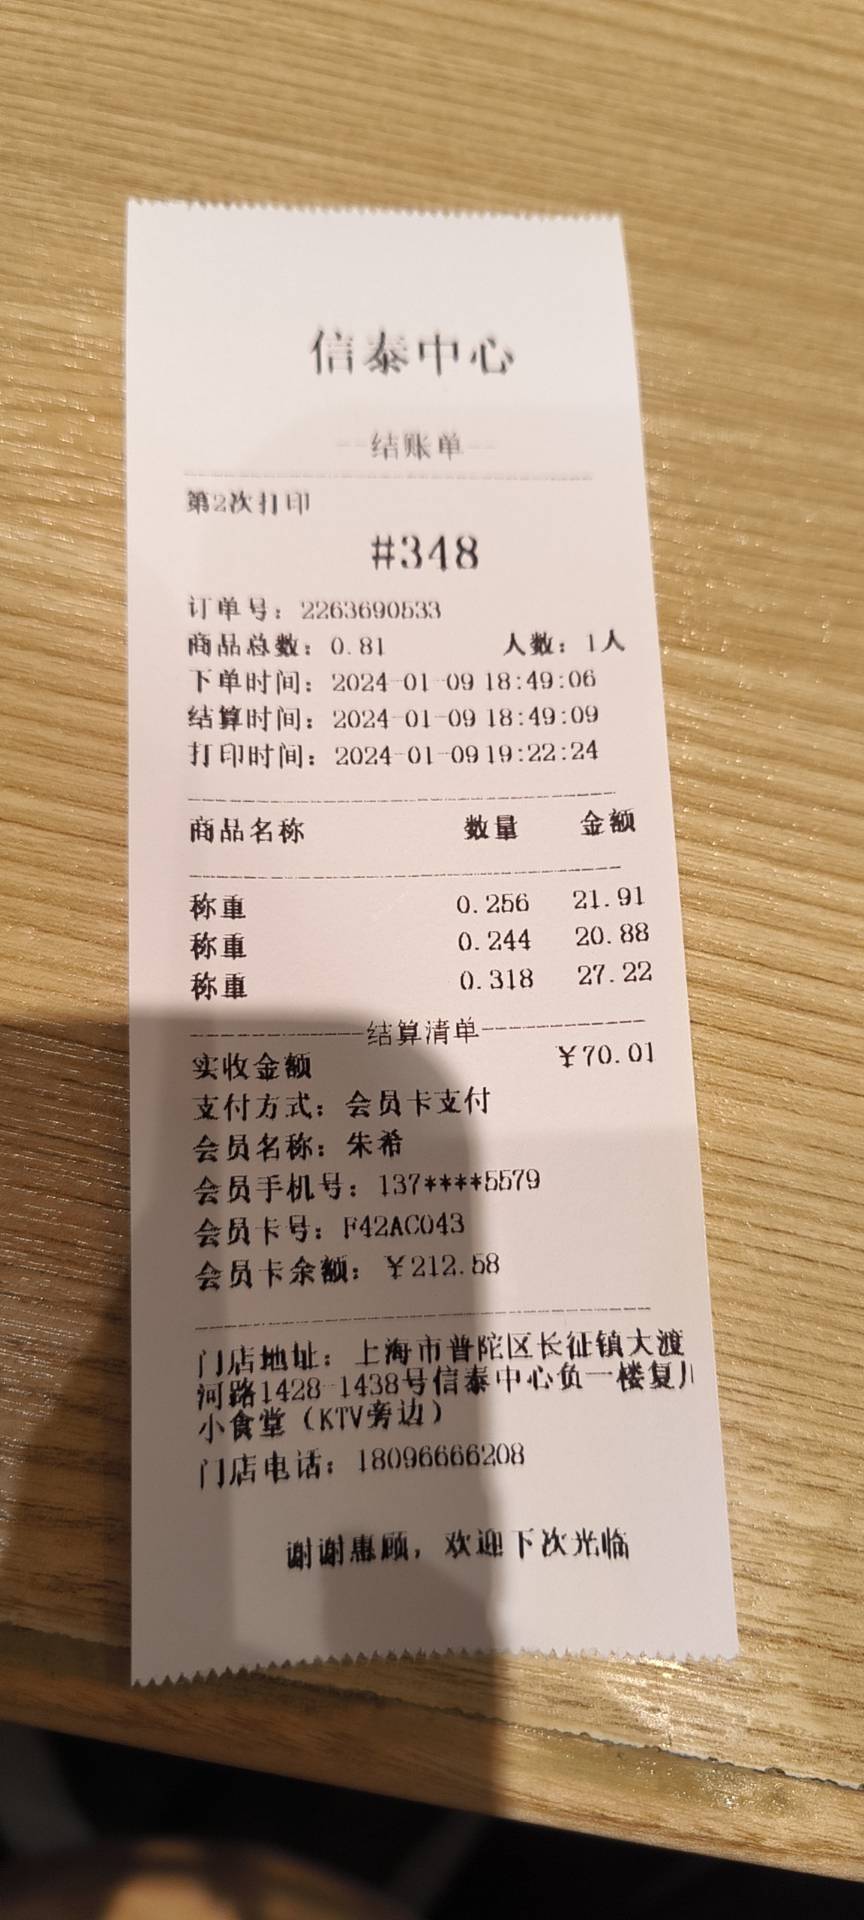 信泰中心
--结账单--
第2次打印
#348
订单号：2263690533
商品总数：0.81 人数：1人
下单时间：2024-01-09 18:49:06
结算时间：2024-01-09 18:49:09
打印时间：2024-01-09 19:22:24
商品名称 数量 金额
称重 0.256 21.91
称重 0.244 20.88
称重 0.318 27.22
结算清单
实收金额 ￥70.01
支付方式：会员卡支付
会员名称：朱希
会员手机号：137****5579
会员卡号：F42AC043
会员卡余额：￥212.58
门店地址：上海市普陀区长征镇大渡
河路1428-1438号信泰中心负一楼复
小食堂（KTV旁边）
门店电话：18096666208
谢谢惠顾，欢迎下次光临